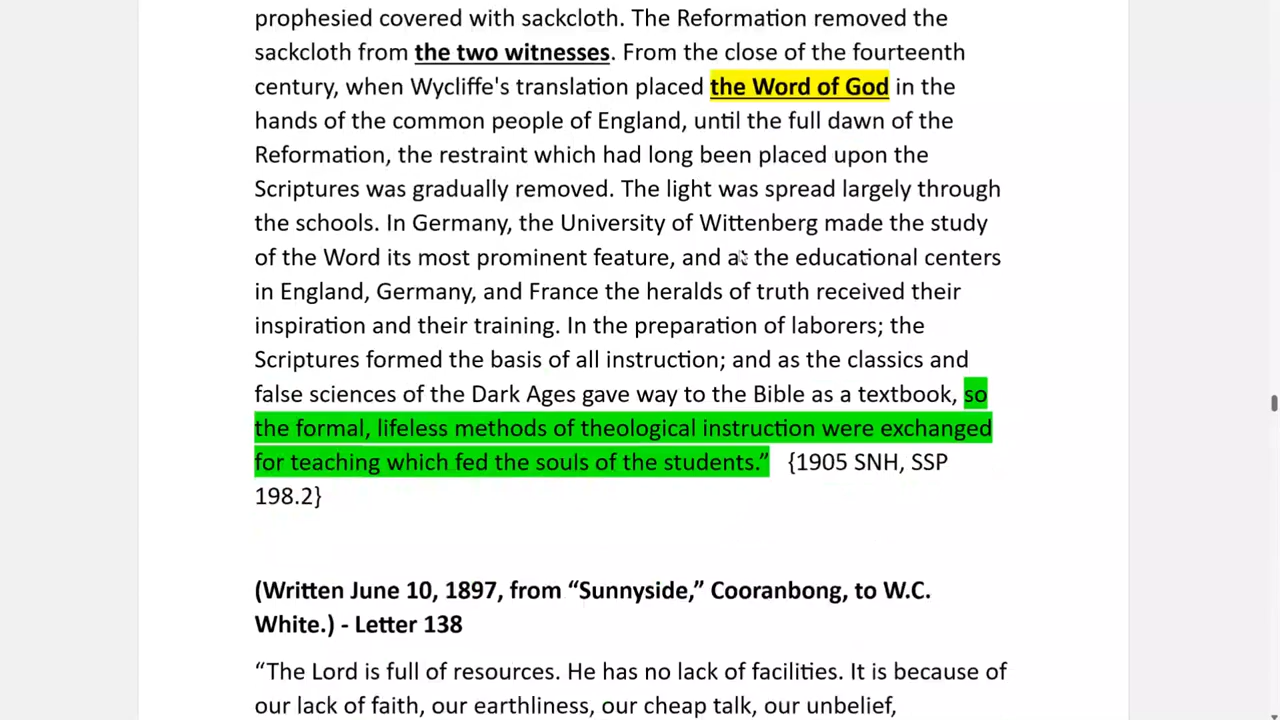 prophesied covered with sackcloth. The Reformation removed the
sackcloth from the two witnesses. From the close of the fourteenth
century, when Wycliffe's translation placed the Word of God in the
hands of the common people of England, until the full dawn of the
Reformation, the restraint which had long been placed upon the
Scriptures was gradually removed. The light was spread largely through
the schools. In Germany, the University of Wittenberg made the study
of the Word its most prominent feature, and at the educational centers
in England, Germany, and France the heralds of truth received their
inspiration and their training. In the preparation of laborers; the
Scriptures formed the basis of all instruction; and as the classics and
false sciences of the Dark Ages gave way to the Bible as a textbook, so
the formal, lifeless methods of theological instruction were exchanged
for teaching which fed the souls of the students.” {1905 SNH, SSP
198.2}
(Written June 10, 1897, from “Sunnyside,” Cooranbong, to W.C.
White.) - Letter 138
“The Lord is full of resources. He has no lack of facilities. It is because of
our lack of faith, our earthliness, our cheap talk, our unbelief,